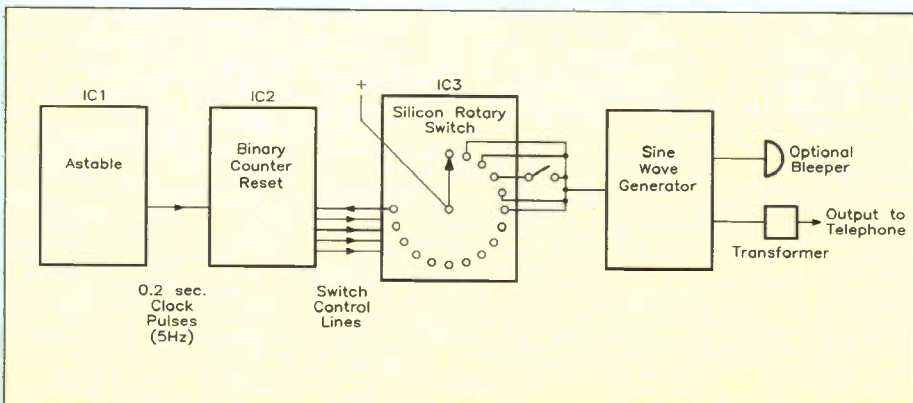 IC1
Astable
0.2 sec.
Clock
Pulses
(5Hz)
IC2
Binary
Counter
Reset
Switch
Control
Lines
+
IC3
Silicon Rotary
Switch
Sine
Wave
Generator
Optional
Bleeper
Output to
Telephone
Transformer